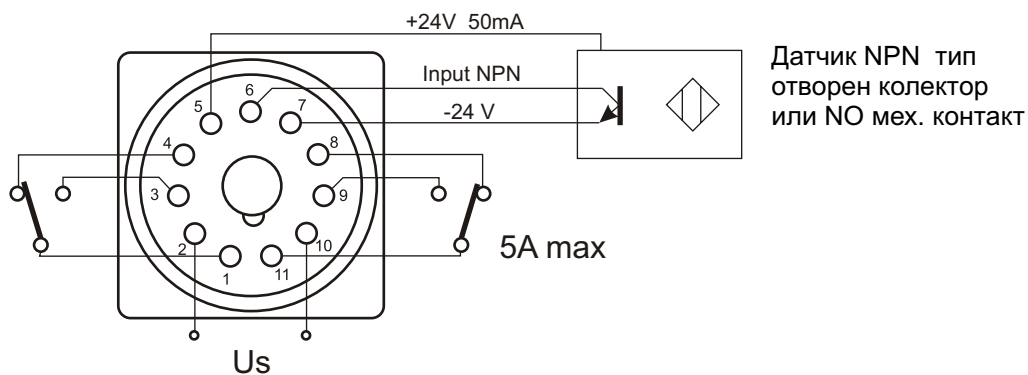 +24V 50mA
Input NPN
-24 V
Датчик NPN тип
отворен колектор
или NO мех. контакт
6
5
7
4
8
3
9
2
10
1
11
5A max
Us